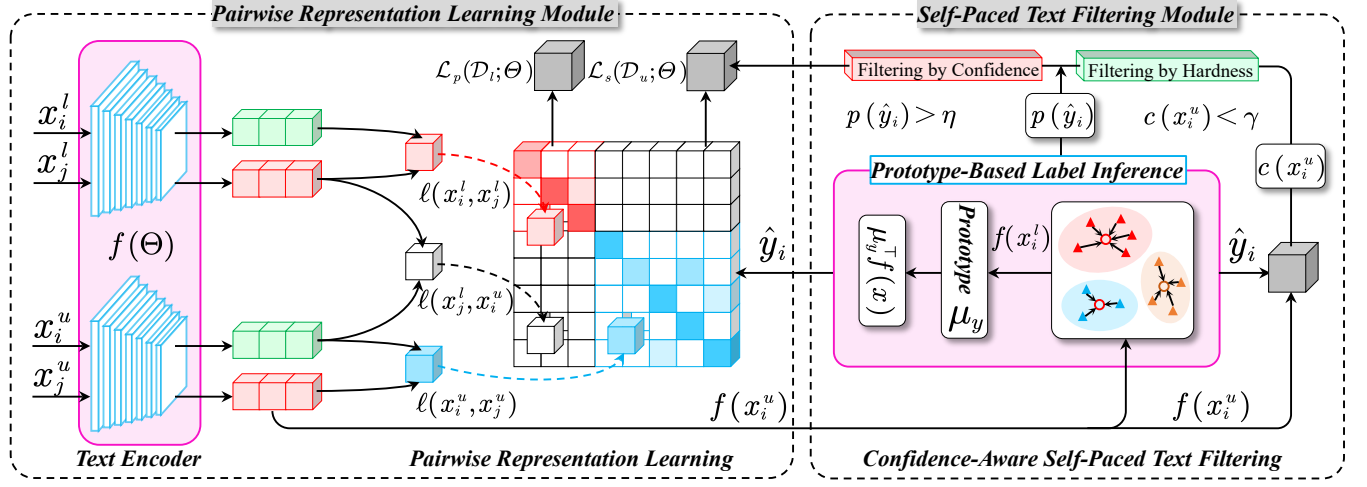 Pairwise Representation Learning Module
Self-Paced Text Filtering Module
x_i^l
x_j^l
f(Θ)
x_i^u
x_j^u
Text Encoder
ℓ(x_i^l, x_j^l)
ℓ(x_j^l, x_i^u)
ℓ(x_i^u, x_j^u)
L_p(D_l;Θ)
L_s(D_u;Θ)
Pairwise Representation Learning
f(x_i^u)
ŷ_i
Filtering by Confidence
Filtering by Hardness
p(ŷ_i) > η
p(ŷ_i)
c(x_i^u) < γ
c(x_i^u)
Prototype-Based Label Inference
μ_y^⊤ f(x)
Prototype
μ_y
f(x_i^l)
ŷ_i
f(x_i^u)
Confidence-Aware Self-Paced Text Filtering